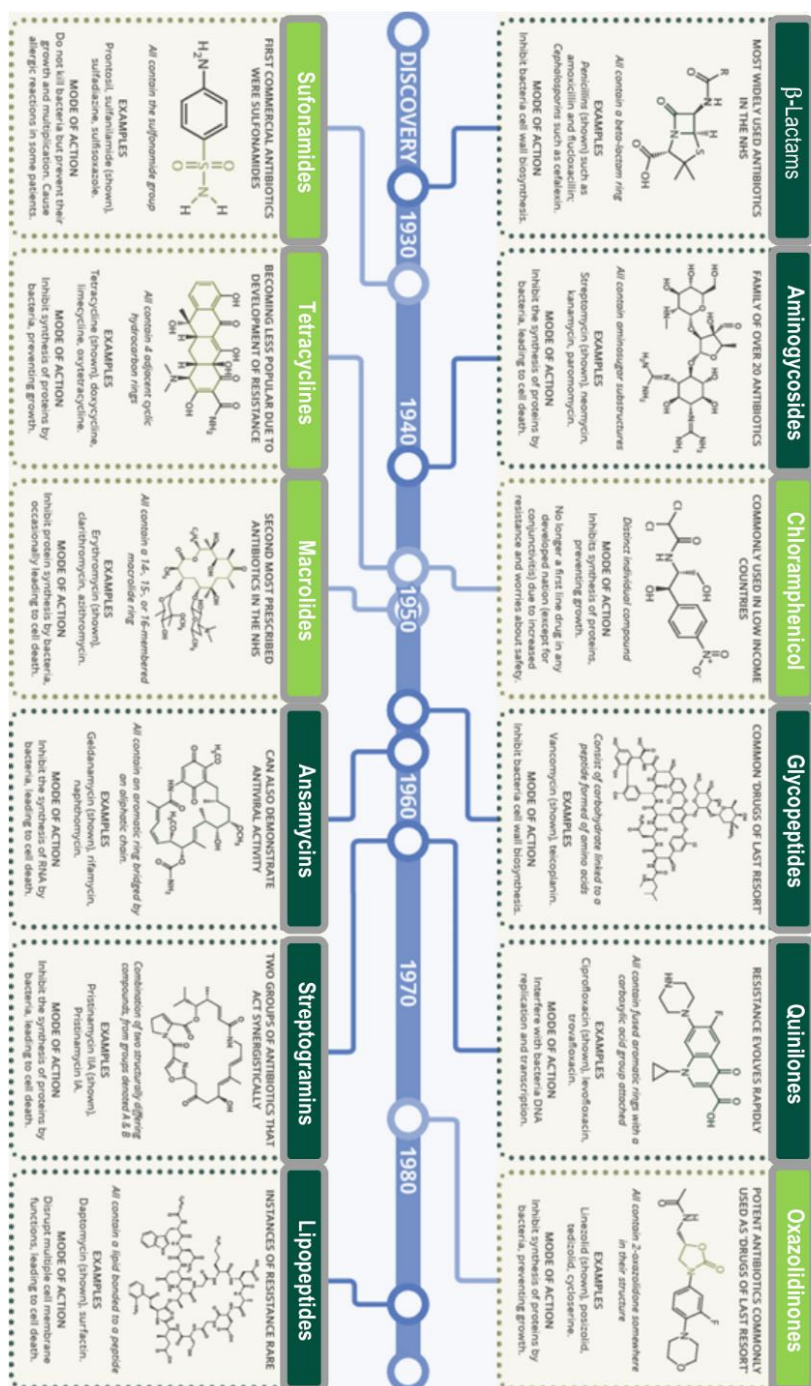 β-Lactams
MOST WIDELY USED ANTIBIOTICS
IN THE NHS
R
O
N
H
H
S
N
O
O
OH
All contain a beta-lactam ring
EXAMPLES
Penicillins (shown) such as
amoxicillin and flucloxacillin;
Cephalosporins such as cefalexin.
MODE OF ACTION
Inhibit bacteria cell wall biosynthesis.
Aminogycosides
FAMILY OF OVER 20 ANTIBIOTICS
All contain aminosugar substructures
EXAMPLES
Streptomycin (shown), neomycin,
kanamycin, paromomycin.
MODE OF ACTION
Inhibit the synthesis of proteins by
bacteria, leading to cell death.
Chloramphenicol
COMMONLY USED IN LOW INCOME
COUNTRIES
Cl
Cl
O
N
H
OH
OH
N⁺
O
O⁻
Distinct individual compound
MODE OF ACTION
Inhibits synthesis of proteins,
preventing growth.
No longer a first line drug in any
developed nation (except for
conjunctivitis) due to increased
resistance and worries about safety.
Glycopeptides
COMMON 'DRUGS OF LAST RESORT'
Consist of carbohydrate linked to a
peptide formed of amino acids
EXAMPLES
Vancomycin (shown), teicoplanin.
MODE OF ACTION
Inhibit bacteria cell wall biosynthesis.
Quinilones
RESISTANCE EVOLVES RAPIDLY
HN
N
F
N
O
O
OH
All contain fused aromatic rings with a
carboxylic acid group attached
EXAMPLES
Ciprofloxacin (shown), levofloxacin,
trovafloxacin.
MODE OF ACTION
Interfere with bacteria DNA
replication and transcription.
POTENT ANTIBIOTICS COMMONLY
USED AS 'DRUGS OF LAST RESORT'
All contain 2-oxazolidone somewhere
in their structure
EXAMPLES
Linezolid (shown), posizolid,
tedizolid, cycloserine.
MODE OF ACTION
Inhibit synthesis of proteins by
bacteria, preventing growth.
DISCOVERY 1930 1940 1950 1960 1970 1980
Sufonamides
FIRST COMMERCIAL ANTIBIOTICS
WERE SULFONAMIDES
H₂N
S
O
O
N
H
H
All contain the sulfonamide group
EXAMPLES
Prontosil, sulfanilamide (shown),
sulfadiazine, sulfisoxazole.
MODE OF ACTION
Do not kill bacteria but prevent their
growth and multiplication. Cause
allergic reactions in some patients.
Tetracyclines
BECOMING LESS POPULAR DUE TO
DEVELOPMENT OF RESISTANCE
All contain 4 adjacent cyclic
hydrocarbon rings
EXAMPLES
Tetracycline (shown), doxycycline,
limecycline, oxytetracycline.
MODE OF ACTION
Inhibit synthesis of proteins by
bacteria, preventing growth.
Macrolides
SECOND MOST PRESCRIBED
ANTIBIOTICS IN THE NHS
All contain a 14-, 15-, or 16-membered
macrolide ring
EXAMPLES
Erythromycin (shown),
clarithromycin, azithromycin.
MODE OF ACTION
Inhibit protein synthesis by bacteria,
occasionally leading to cell death.
Ansamycins
CAN ALSO DEMONSTRATE
ANTIVIRAL ACTIVITY
All contain an aromatic ring bridged by
an aliphatic chain.
EXAMPLES
Geldanamycin (shown), rifamycin,
naphthomycin.
MODE OF ACTION
Inhibit the synthesis of RNA by
bacteria, leading to cell death.
Streptogramins
TWO GROUPS OF ANTIBIOTICS THAT
ACT SYNERGISTICALLY
Combination of two structurally differing
compounds, from groups denoted A & B
EXAMPLES
Pristinamycin IIA (shown),
Pristinamycin IA.
MODE OF ACTION
Inhibit the synthesis of proteins by
bacteria, leading to cell death.
Lipopeptides
INSTANCES OF RESISTANCE RARE
All contain a lipid bonded to a peptide
EXAMPLES
Daptomycin (shown), surfactin.
MODE OF ACTION
Disrupt multiple cell membrane
functions, leading to cell death.